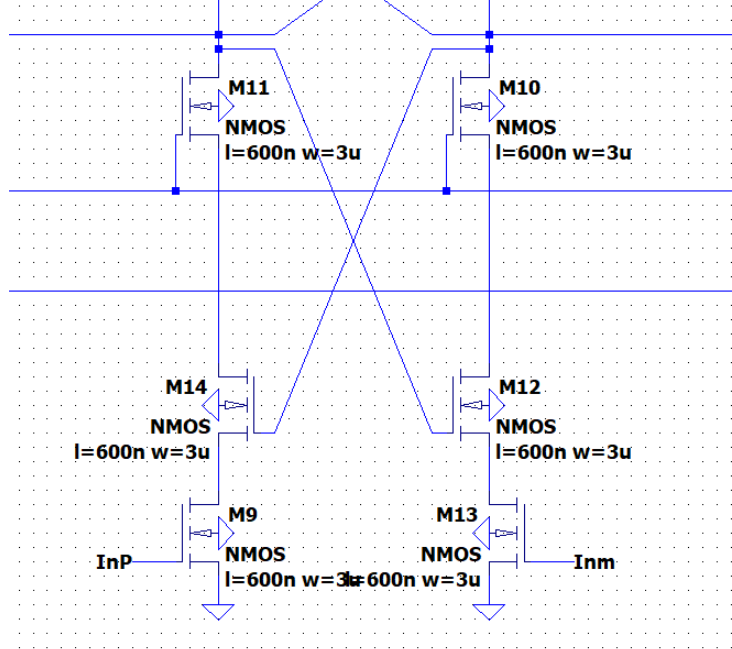 M11
NMOS
l=600n w=3u
M10
NMOS
l=600n w=3u
M14
NMOS
l=600n w=3u
M12
NMOS
l=600n w=3u
M9
NMOS
l=600n w=3u
InP
M13
NMOS
l=600n w=3u
Inm